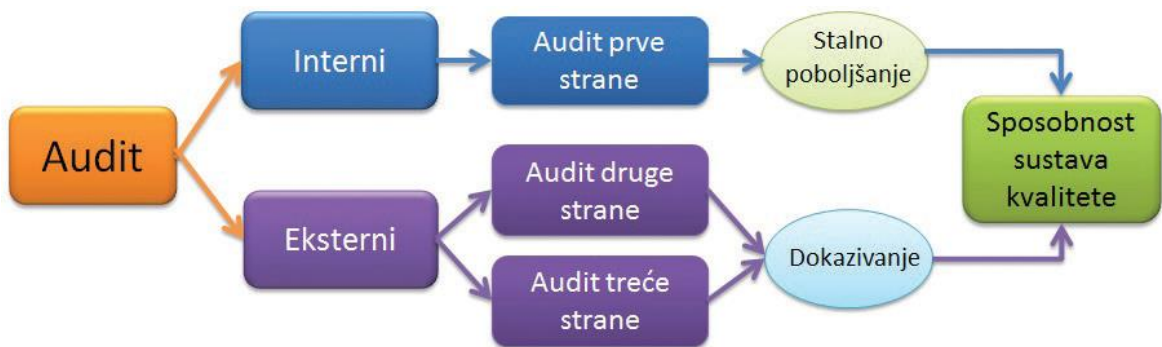 Audit
Interni
Audit prve
strane
Stalno
poboljšanje
Eksterni
Audit druge
strane
Audit treće
strane
Dokazivanje
Sposobnost
sustava
kvalitete